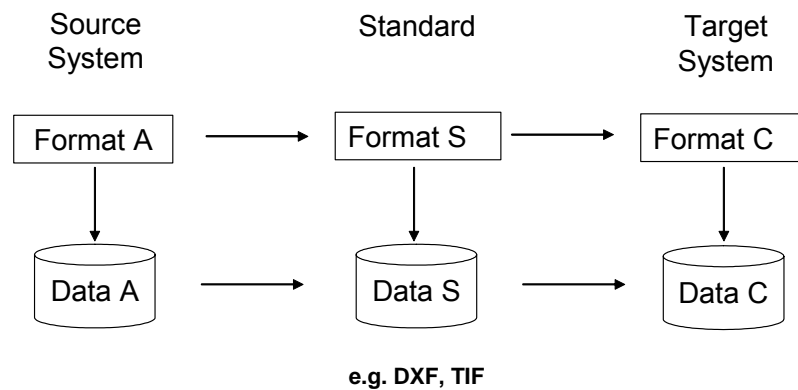 Source
System
Standard
Target
System
Format A
Format S
Format C
Data A
Data S
Data C
e.g. DXF, TIF